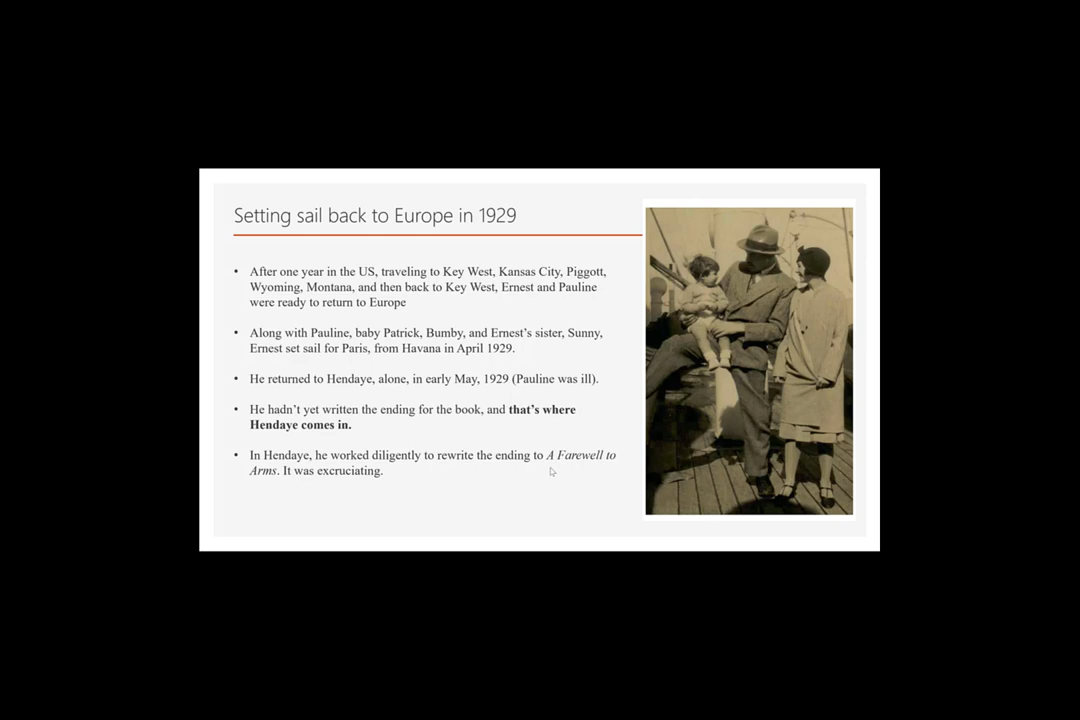 Setting sail back to Europe in 1929
• After one year in the US, traveling to Key West, Kansas City, Piggott,
Wyoming, Montana, and then back to Key West, Ernest and Pauline
were ready to return to Europe
• Along with Pauline, baby Patrick, Bumby, and Ernest’s sister, Sunny,
Ernest set sail for Paris, from Havana in April 1929.
• He returned to Hendaye, alone, in early May, 1929 (Pauline was ill).
• He hadn’t yet written the ending for the book, and that’s where
Hendaye comes in.
• In Hendaye, he worked diligently to rewrite the ending to A Farewell to
Arms. It was excruciating.